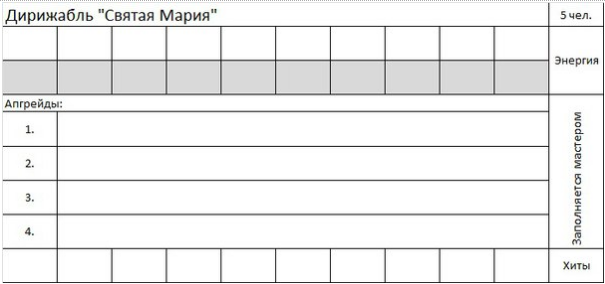 Дирижабль "Святая Мария" 5 чел.
Энергия
Апгрейды:
1.
2.
3.
4.
Заполняется мастером
Хиты